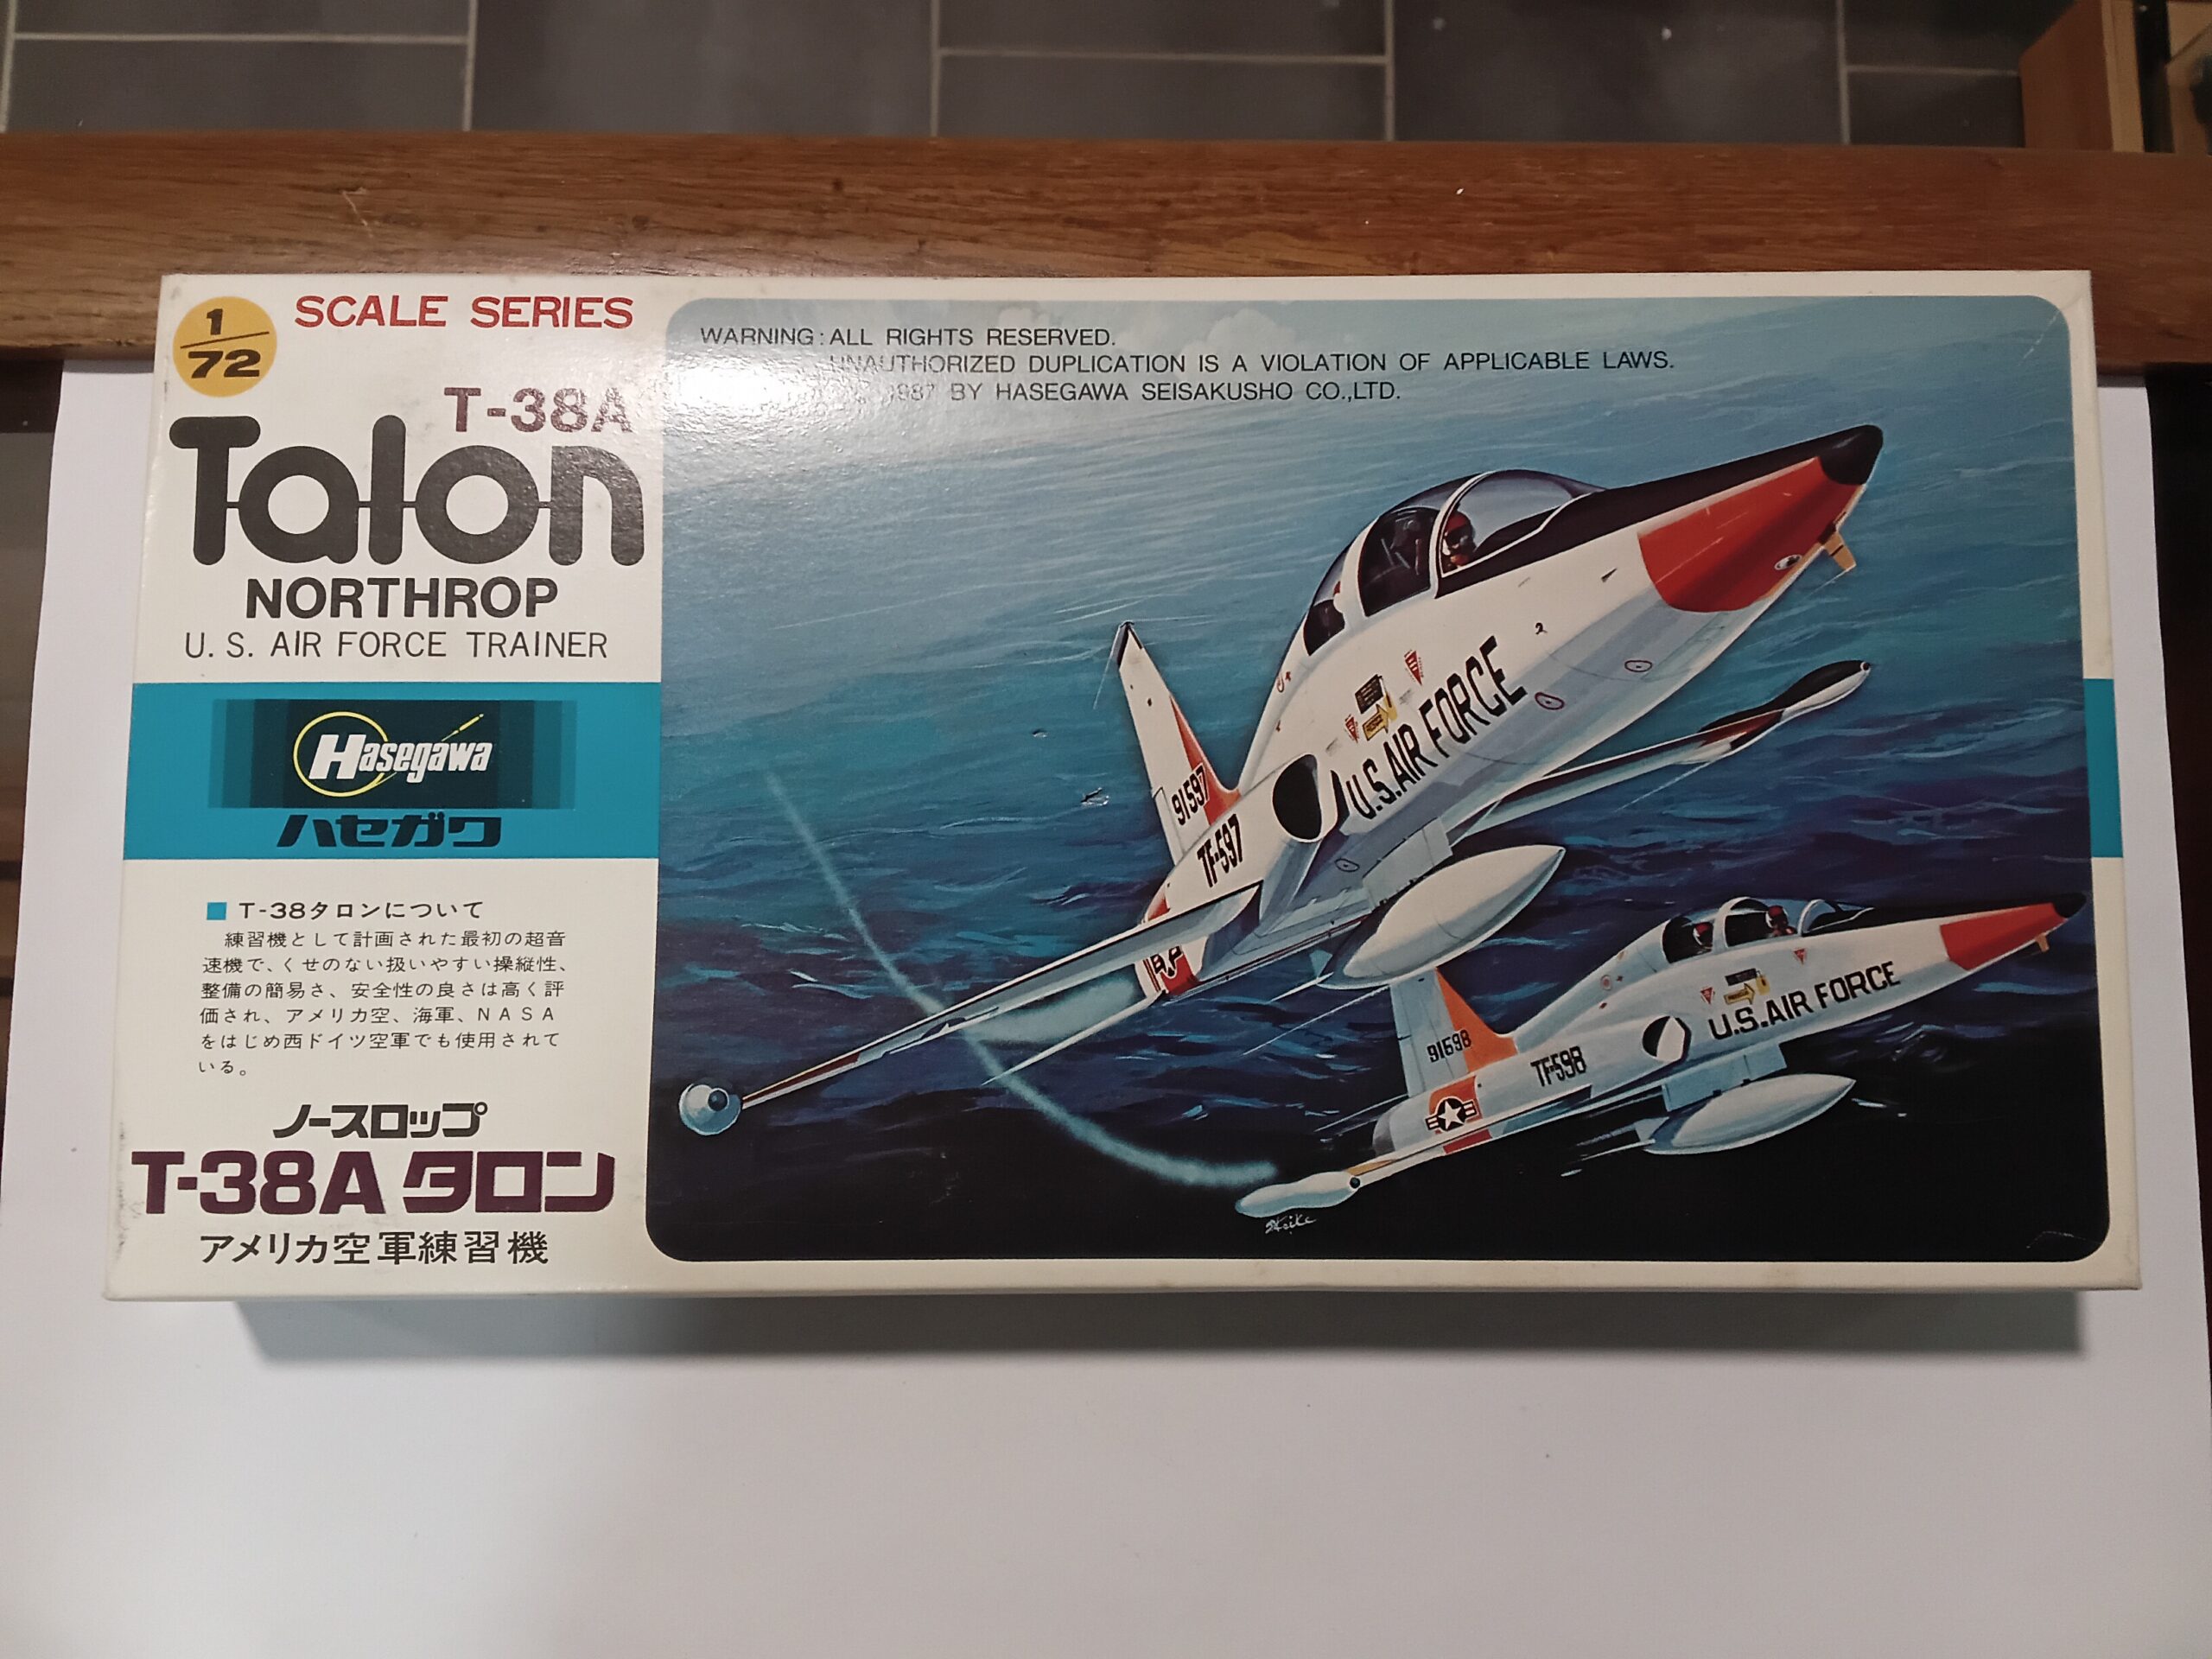 1/72
SCALE SERIES
T-38A
Talon
NORTHROP
U.S. AIR FORCE TRAINER
Hasegawa
ハセガワ
■ T-38タロンについて
練習機として計画された最初の超音
速機で、くせのない扱いやすい操縦性、
整備の簡易さ、安全性の良さは高く評
価され、アメリカ空、海軍、NASA
をはじめ西ドイツ空軍でも使用されて
いる。
ノースロップ
T-38A タロン
アメリカ空軍練習機
WARNING: ALL RIGHTS RESERVED.
UNAUTHORIZED DUPLICATION IS A VIOLATION OF APPLICABLE LAWS.
1987 BY HASEGAWA SEISAKUSHO CO.,LTD.
U.S.AIR FORCE
91597
TF-597
U.S.AIR FORCE
91598
TF-598